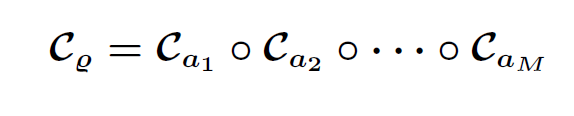 𝓒_ϱ = 𝓒_{a_1} ∘ 𝓒_{a_2} ∘ ⋯ ∘ 𝓒_{a_M}